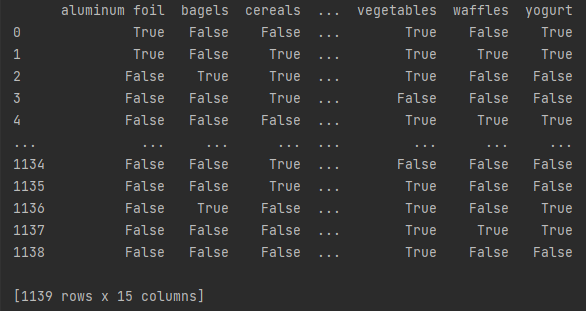 aluminum foil bagels cereals ... vegetables waffles yogurt
0 True False False ... True False True
1 True False True ... True True True
2 False True True ... True False False
3 False False True ... False False False
4 False False False ... True True True
... ... ... ... ... ... ... ...
1134 False False True ... False False False
1135 False False True ... True False False
1136 False True False ... True False True
1137 False False False ... True True True
1138 False False False ... True False False
[1139 rows x 15 columns]